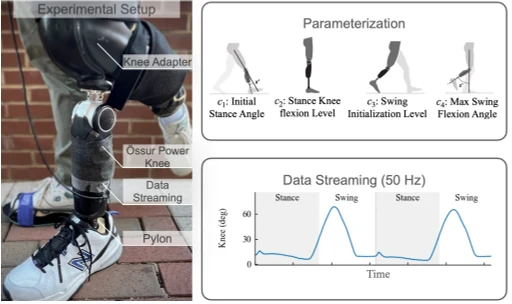 Experimental Setup
Knee Adapter
Össur Power
Knee
Data
Streaming
Pylon
N
Parameterization
c₁: Initial
Stance Angle
c₂: Stance Knee
flexion Level
c₃: Swing
Initialization Level
c₄: Max Swing
Flexion Angle
Data Streaming (50 Hz)
Stance
Swing
Stance
Swing
Knee (deg)
60
30
0
Time